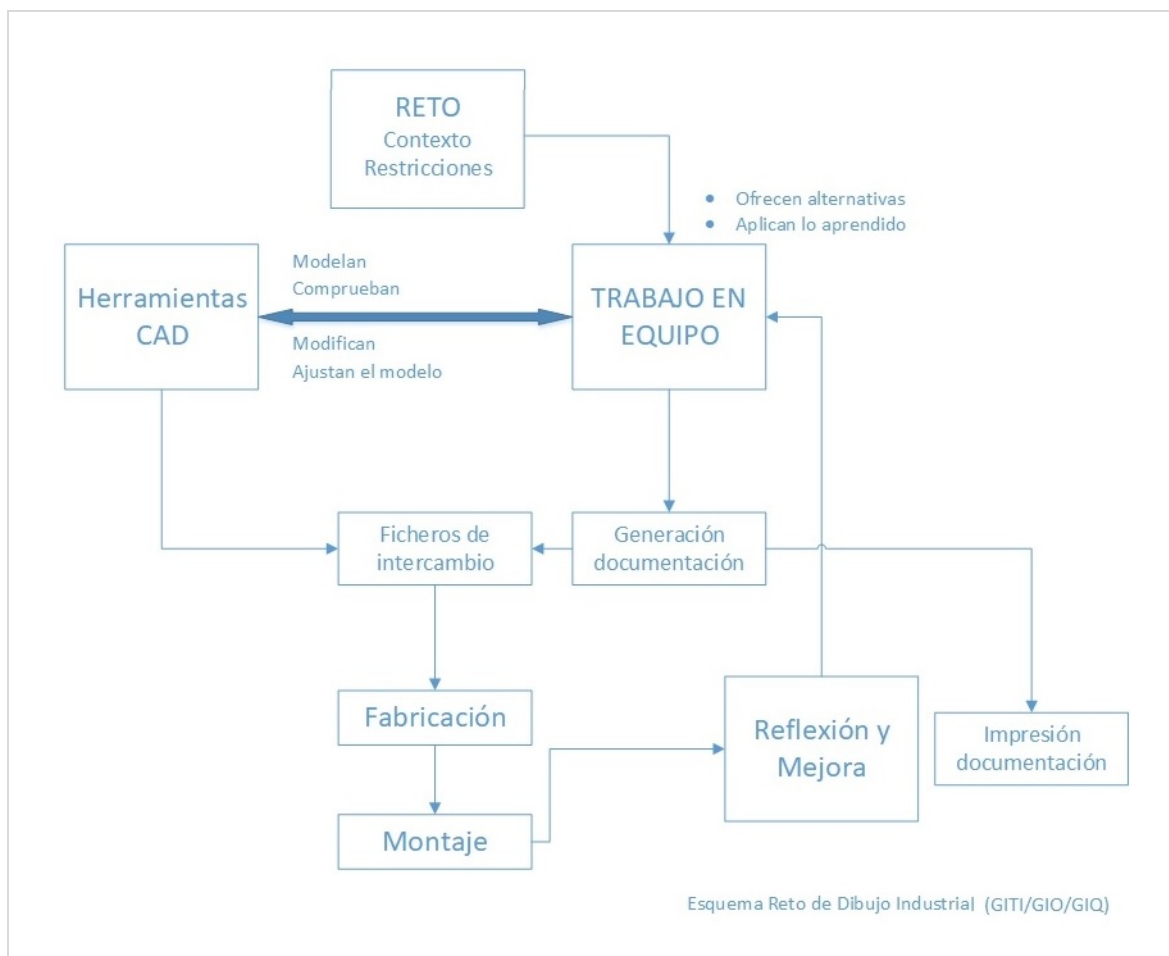 RETO
Contexto
Restricciones
• Ofrecen alternativas
• Aplican lo aprendido
Herramientas
CAD
Modelan
Comprueban
Modifican
Ajustan el modelo
TRABAJO EN
EQUIPO
Ficheros de
intercambio
Generación
documentación
Fabricación
Reflexión y
Mejora
Impresión
documentación
Montaje
Esquema Reto de Dibujo Industrial (GITI/GIO/GIQ)